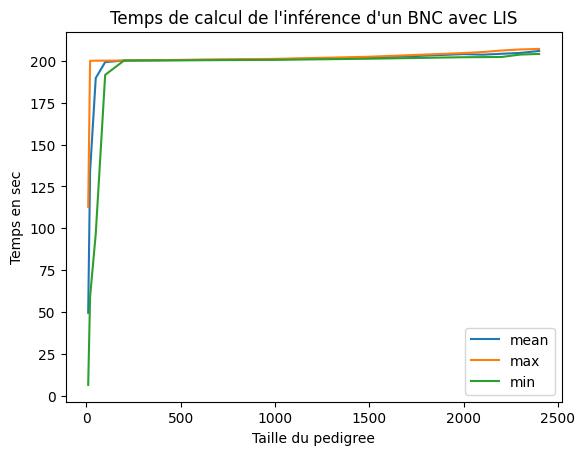 Temps de calcul de l'inférence d'un BNC avec LIS
Temps en sec
200
175
150
125
100
75
50
25
0
0 500 1000 1500 2000 2500
Taille du pedigree
mean
max
min